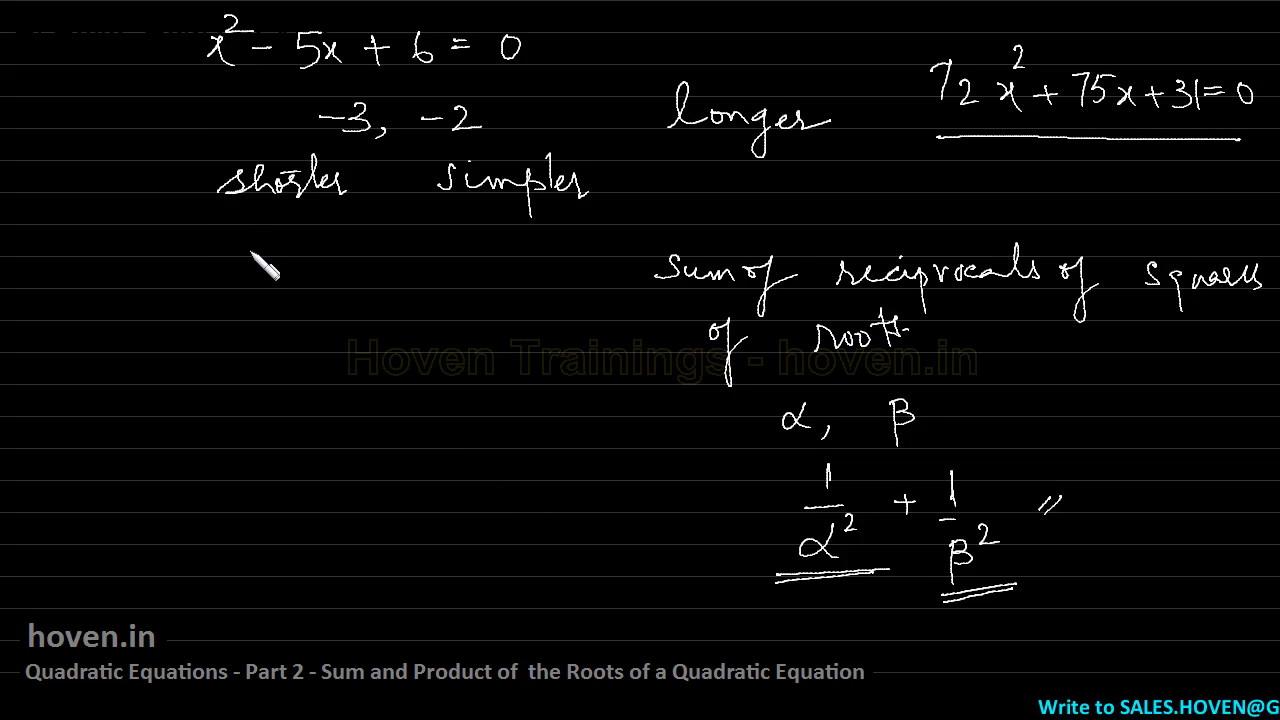 x² - 5x + 6 = 0
72x² + 75x + 31 = 0
-3, -2
longer
shorter simpler
sum of reciprocals of squares
of roots
Hoven Trainings - hoven.in
α, β
1/α² + 1/β²
hoven.in
Quadratic Equations - Part 2 - Sum and Product of the Roots of a Quadratic Equation
Write to SALES.HOVEN@G